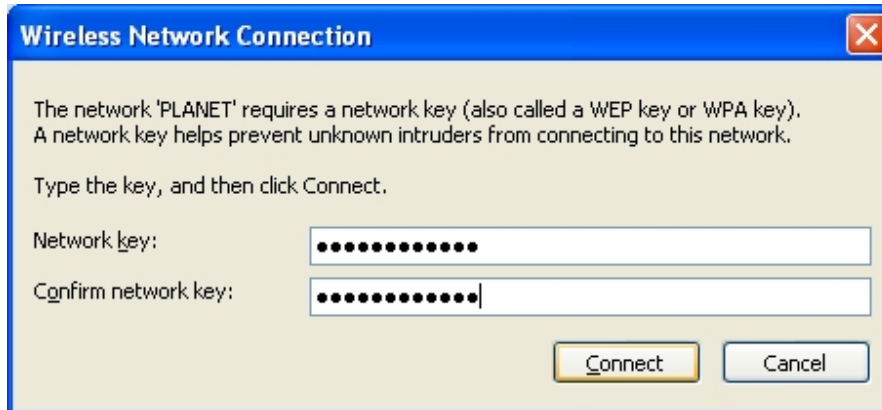 Wireless Network Connection
The network 'PLANET' requires a network key (also called a WEP key or WPA key).
A network key helps prevent unknown intruders from connecting to this network.
Type the key, and then click Connect.
Network key: ●●●●●●●●●●●●
Confirm network key: ●●●●●●●●●●●●
Connect Cancel